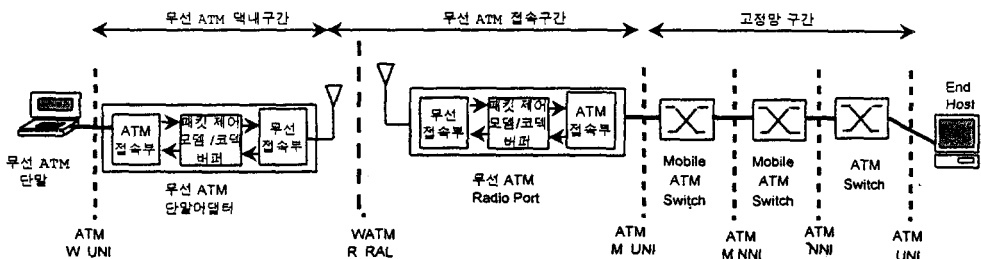 무선 ATM 댁내구간
무선 ATM 접속구간
고정망 구간
무선 ATM
단말
ATM
접속부
패킷 제어
모뎀 /코덱
버퍼
무선
접속부
무선 ATM
단말어댑터
무선
접속부
패킷 제어
모뎀/코덱
버퍼
ATM
접속부
무선 ATM
Radio Port
Mobile
ATM
Switch
Mobile
ATM
Switch
ATM
Switch
End
Host
ATM
W UNI
WATM
R RAL
ATM
M UNI
ATM
M NNI
ATM
NNI
ATM
UNI